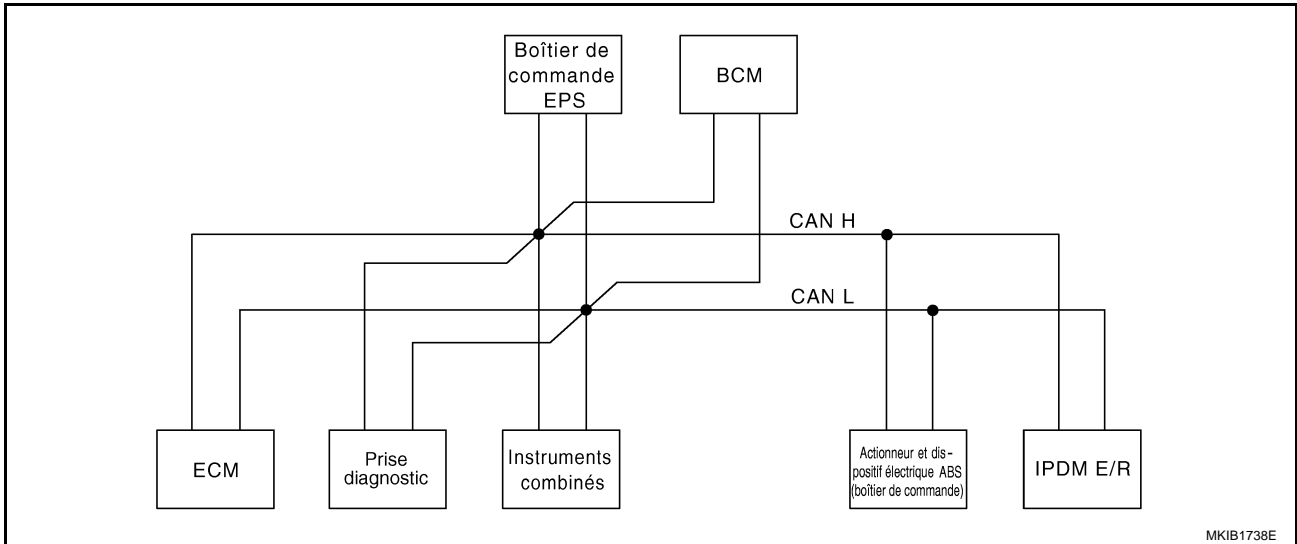 Boîtier de
commande
EPS
BCM
CAN H
CAN L
ECM
Prise
diagnostic
Instruments
combinés
Actionneur et dis-
positif électrique ABS
(boîtier de commande)
IPDM E/R
MKIB1738E